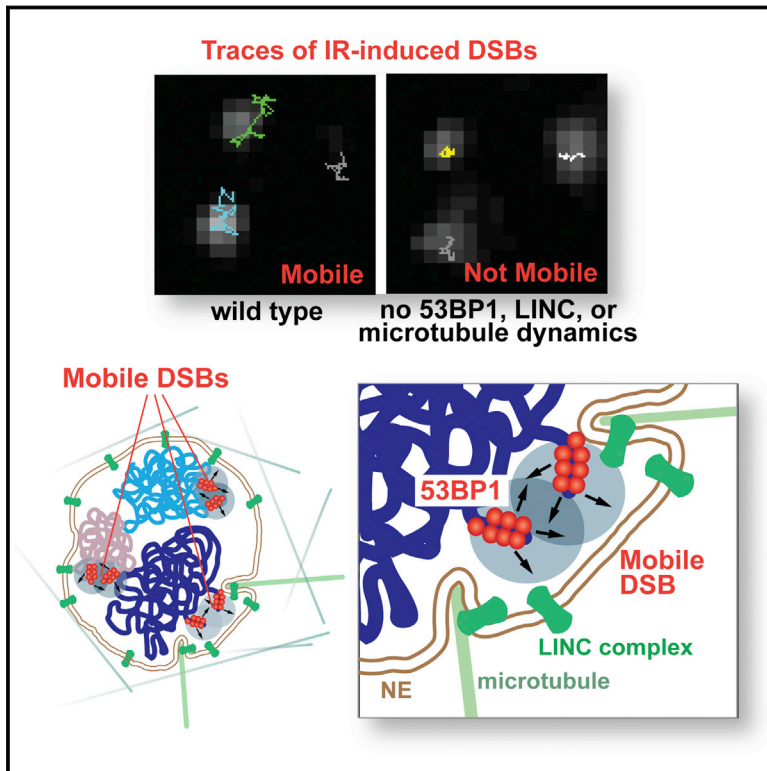 Traces of IR-induced DSBs
Mobile
Not Mobile
wild type
no 53BP1, LINC, or
microtubule dynamics
Mobile DSBs
53BP1
Mobile
DSB
LINC complex
NE
microtubule